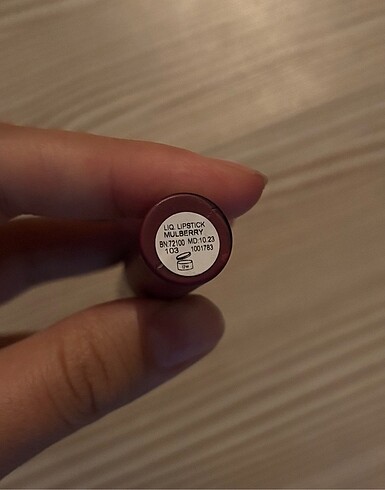 LIQ. LIPSTICK
MULBERRY
BN:72100 MD:10.23
103 1001783